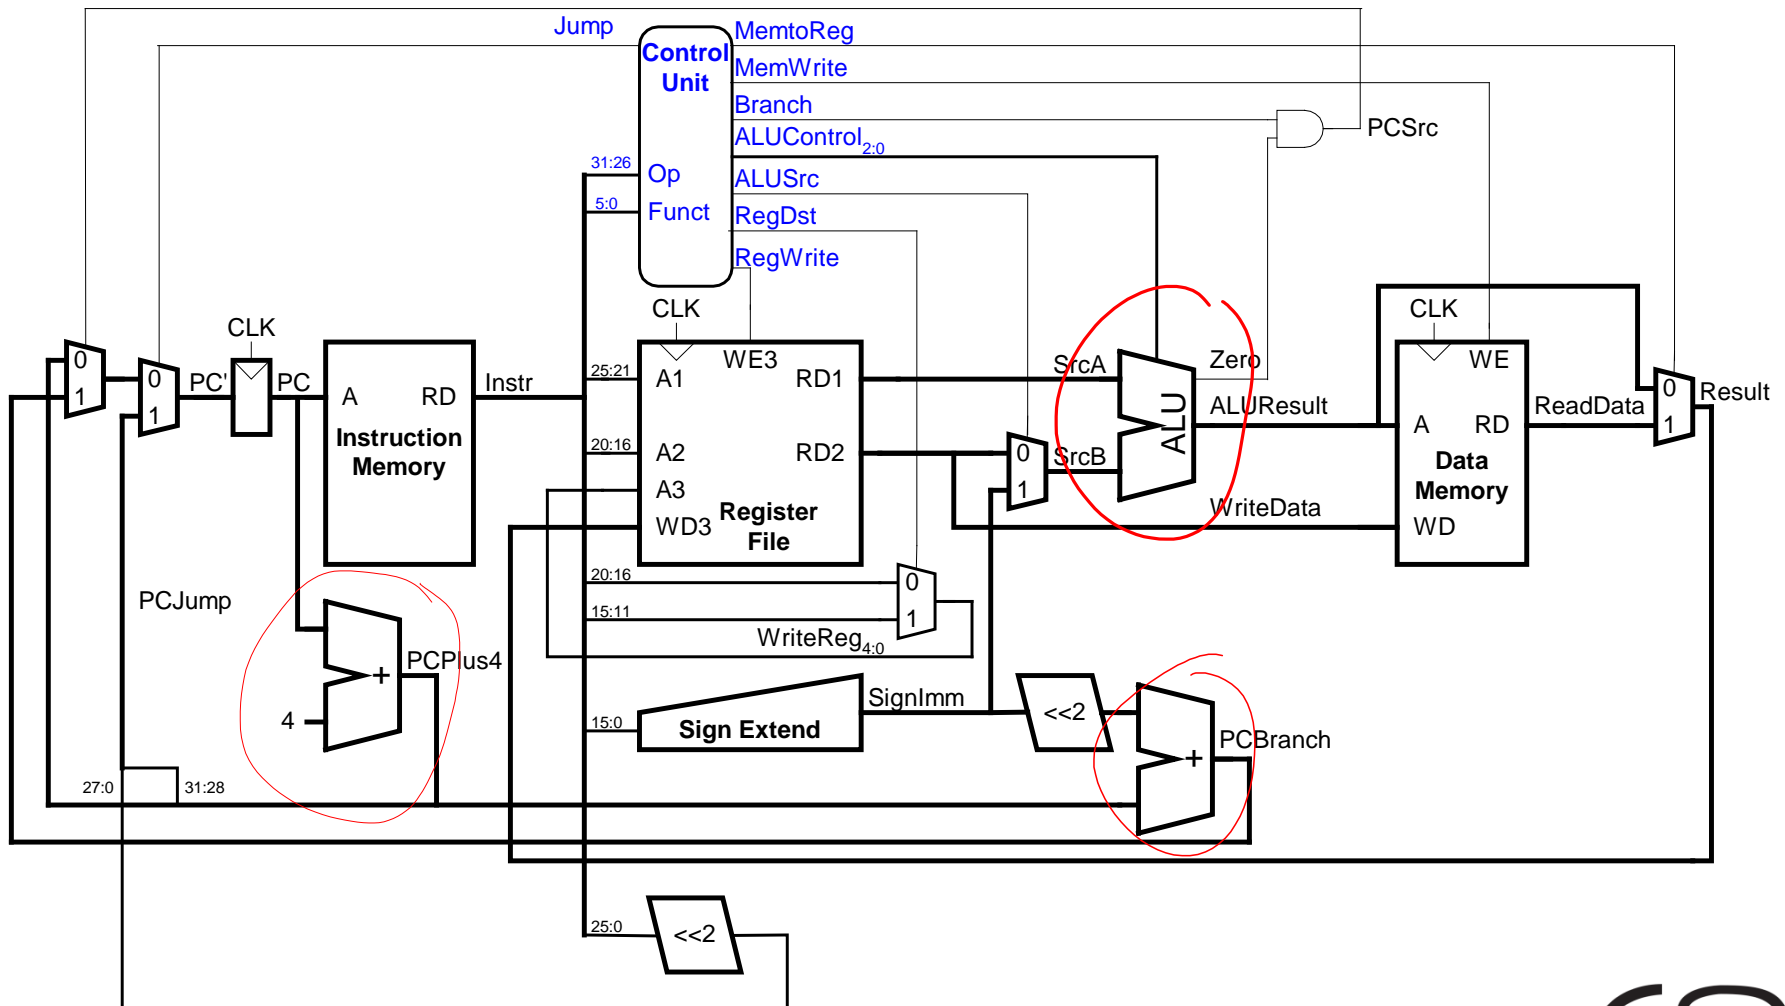 Jump
MemtoReg
Control
Unit
MemWrite
Branch
ALUControl2:0
PCSrc
31:26
Op
ALUSrc
5:0
Funct
RegDst
RegWrite
CLK
CLK
CLK
0
1
0
1
PC'
PC
A
RD
Instruction
Memory
Instr
25:21
A1
WE3
RD1
20:16
A2
RD2
A3
WD3
Register
File
0
1
SrcA
SrcB
ALU
Zero
ALUResult
WriteData
WE
A
RD
Data
Memory
WD
ReadData
0
1
Result
PCJump
4
+
PCPlus4
20:16
15:11
0
1
WriteReg4:0
15:0
Sign Extend
SignImm
<<2
+
PCBranch
27:0
31:28
25:0
<<2